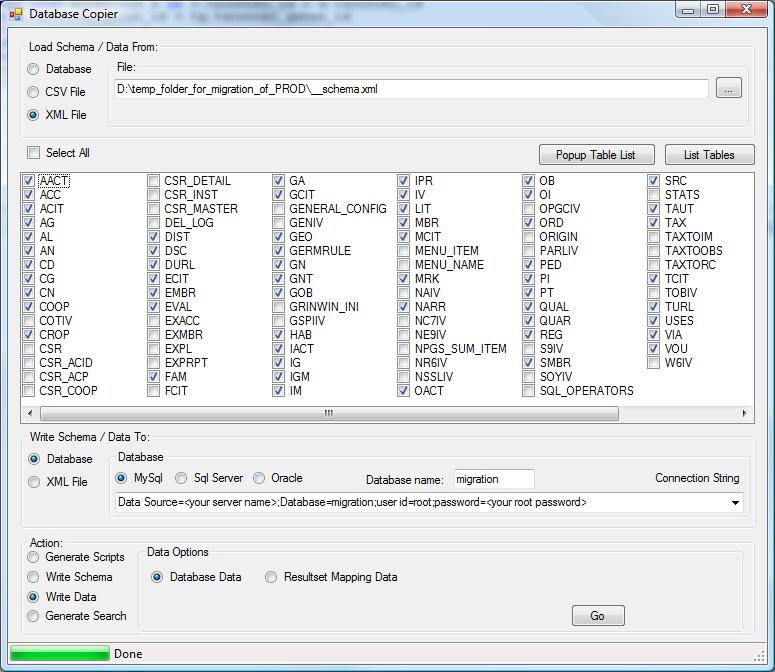 Database Copier
Load Schema / Data From:
Database
CSV File
XML File
File:
D:\temp_folder_for_migration_of_PROD\__schema.xml
...
Select All
Popup Table List
List Tables
AACT CSR_DETAIL GA IPR OB SRC
ACC CSR_INST GCIT IV OI STATS
ACIT CSR_MASTER GENERAL_CONFIG LIT OPGCIV TAUT
AG DEL_LOG GENIV MBR ORD TAX
AL DIST GEO MCIT ORIGIN TAXTOIM
AN DSC GERMRULE MENU_ITEM PARLIV TAXTOOBS
CD DURL GN MENU_NAME PED TAXTORC
CG ECIT GNT MRK PI TCIT
CN EMBR GOB NAIV PT TOBIV
COOP EVAL GRINWIN_INI NARR QUAL TURL
COTIV EXACC GSPIIV NC7IV QUAR USES
CROP EXMBR HAB NE9IV REG VIA
CSR EXPL IACT NPGS_SUM_ITEM S9IV VOU
CSR_ACID EXPRPT IG NR6IV SMBR W6IV
CSR_ACP FAM IGM NSSLIV SOYIV
CSR_COOP FCIT IM OACT SQL_OPERATORS
Write Schema / Data To:
Database
XML File
Database
MySql Sql Server Oracle Database name: migration Connection String
Data Source=<your server name>;Database=migration;user id=root;password=<your root password>
Action:
Generate Scripts
Write Schema
Write Data
Generate Search
Data Options
Database Data Resultset Mapping Data
Go
Done